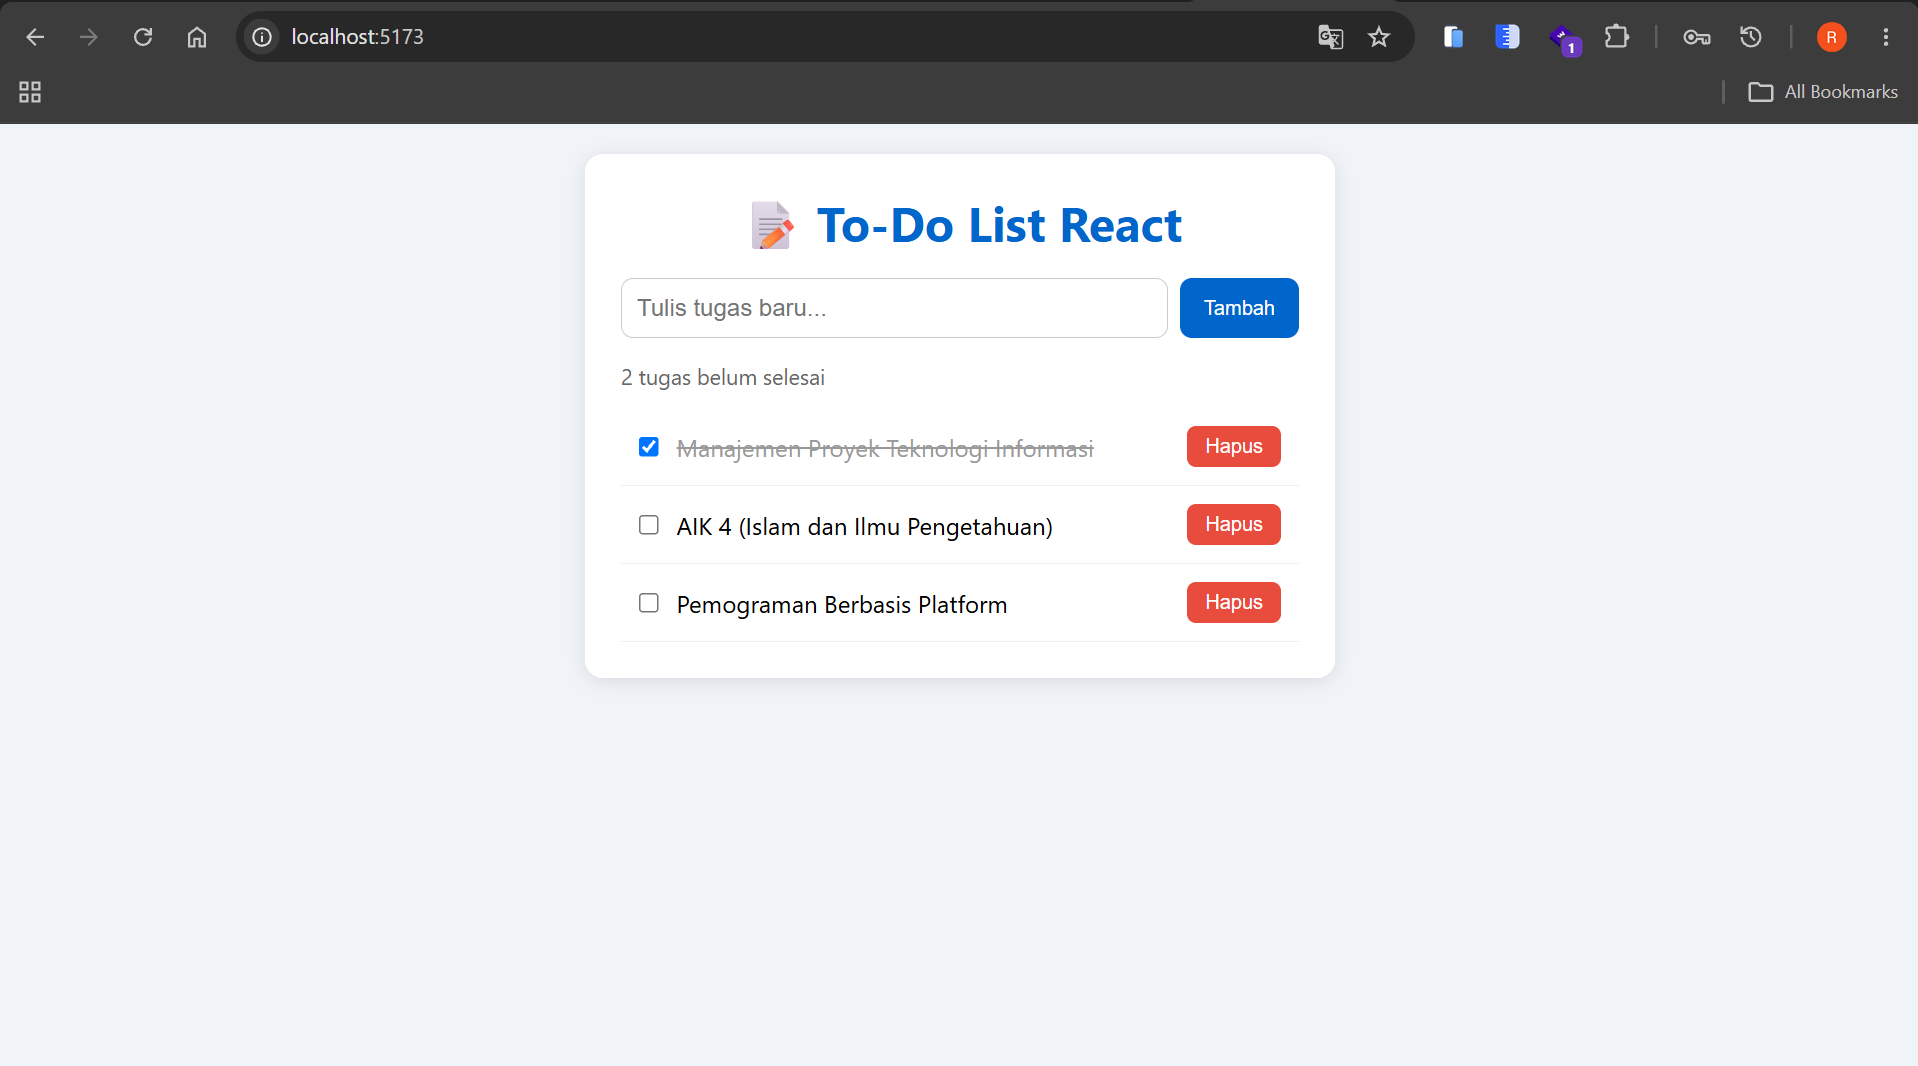 localhost:5173
1
R
All Bookmarks
To-Do List React
Tulis tugas baru...
Tambah
2 tugas belum selesai
Manajemen Proyek Teknologi Informasi
Hapus
AIK 4 (Islam dan Ilmu Pengetahuan)
Hapus
Pemograman Berbasis Platform
Hapus